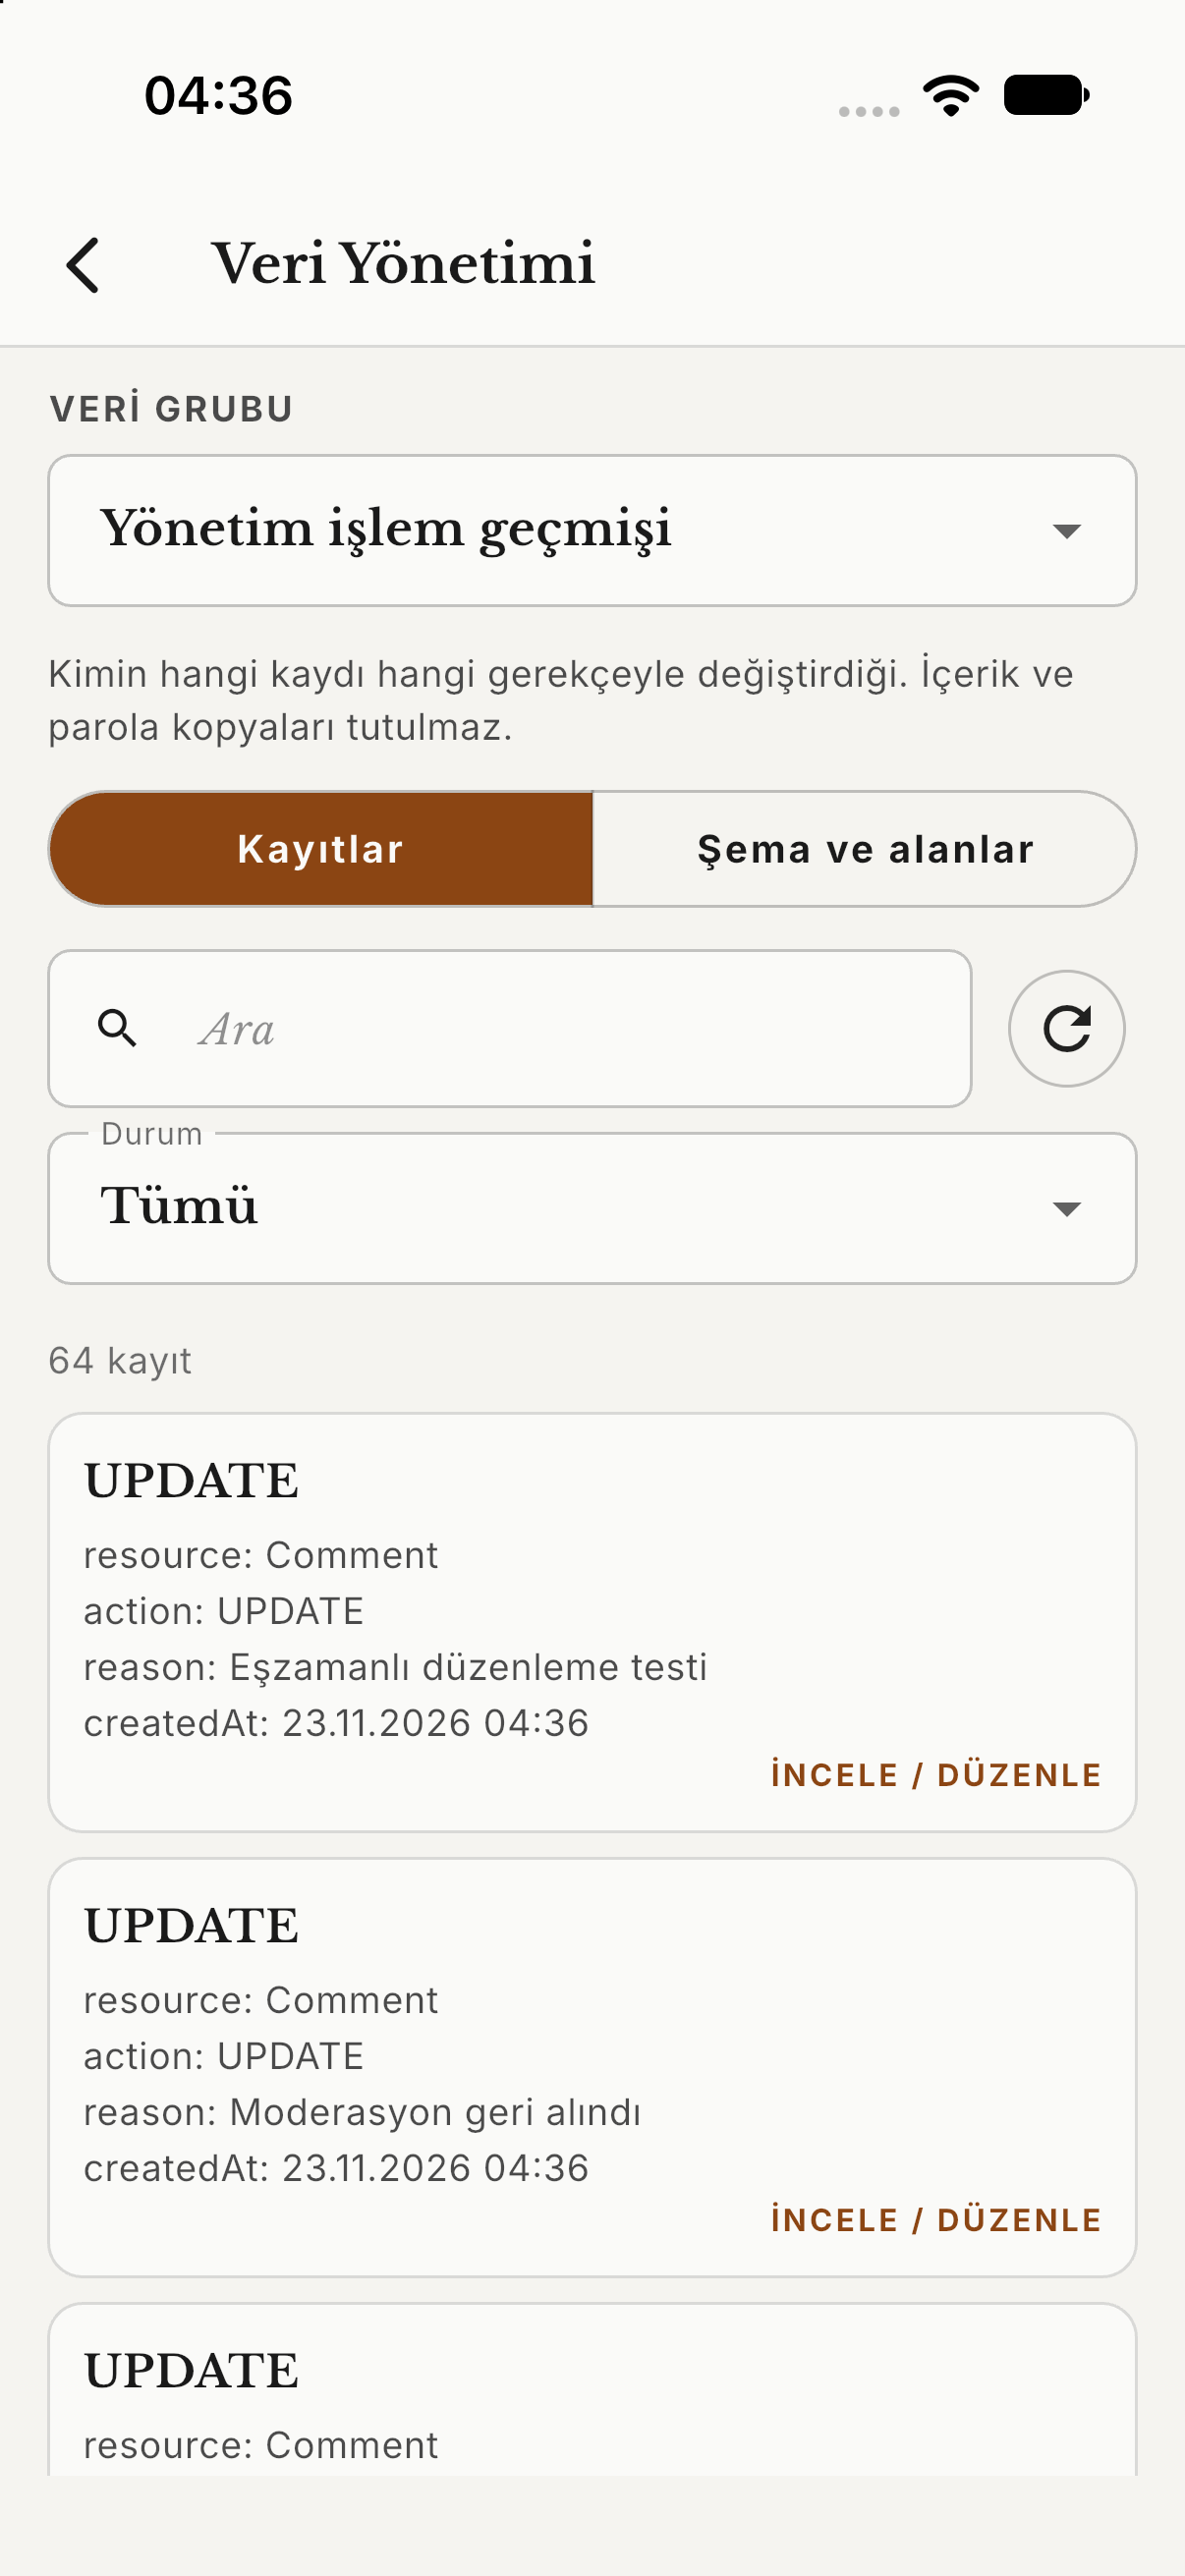 04:36
Veri Yönetimi
VERİ GRUBU
Yönetim işlem geçmişi
Kimin hangi kaydı hangi gerekçeyle değiştirdiği. İçerik ve
parola kopyaları tutulmaz.
Kayıtlar
Şema ve alanlar
Ara
Durum
Tümü
64 kayıt
UPDATE
resource: Comment
action: UPDATE
reason: Eşzamanlı düzenleme testi
createdAt: 23.11.2026 04:36
İNCELE / DÜZENLE
UPDATE
resource: Comment
action: UPDATE
reason: Moderasyon geri alındı
createdAt: 23.11.2026 04:36
İNCELE / DÜZENLE
UPDATE
resource: Comment